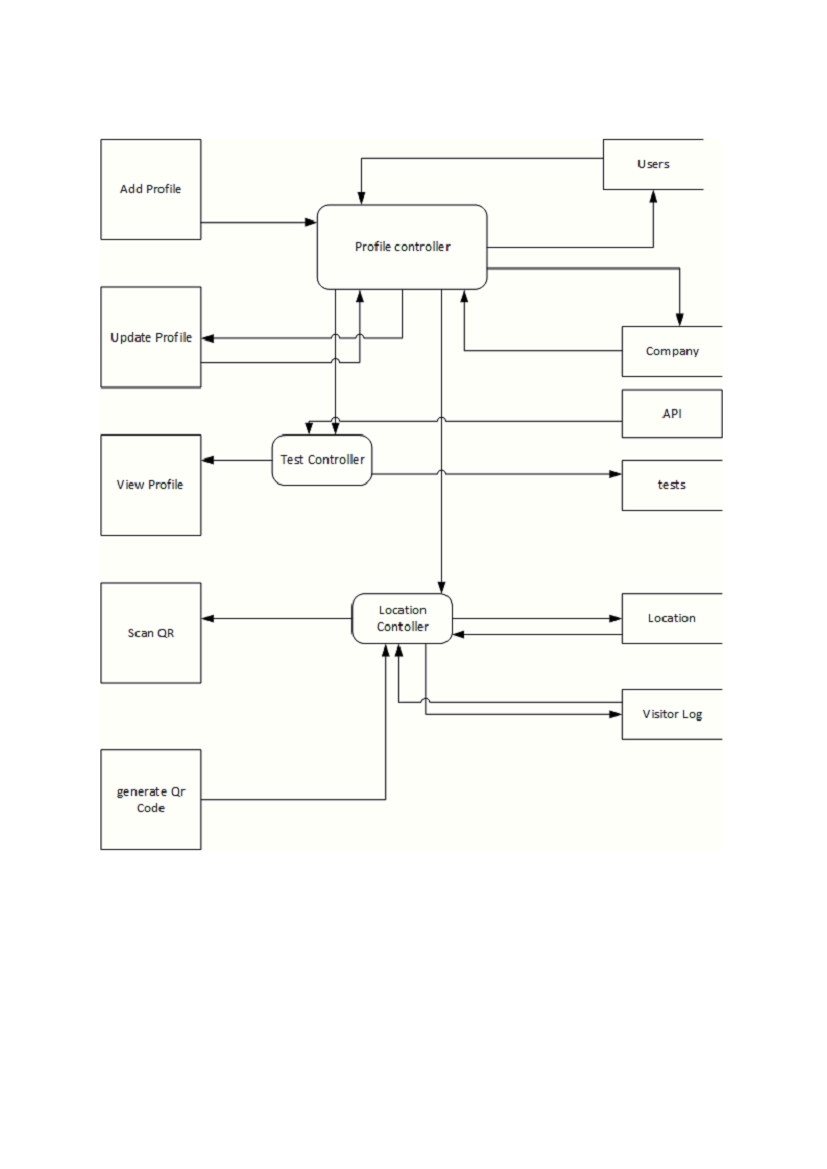 Add Profile
Users
Profile controller
Update Profile
Company
API
Test Controller
View Profile
tests
Location
Contoller
Location
Scan QR
Visitor Log
generate Qr
Code